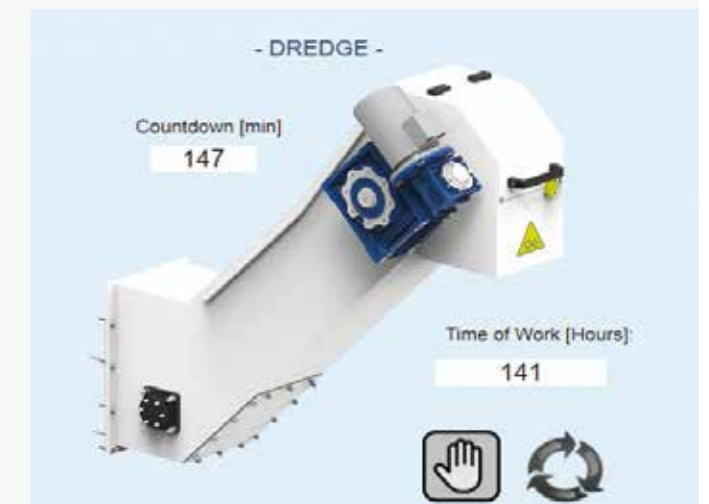 - DREDGE -
Countdown [min]
147
Time of Work [Hours]:
141